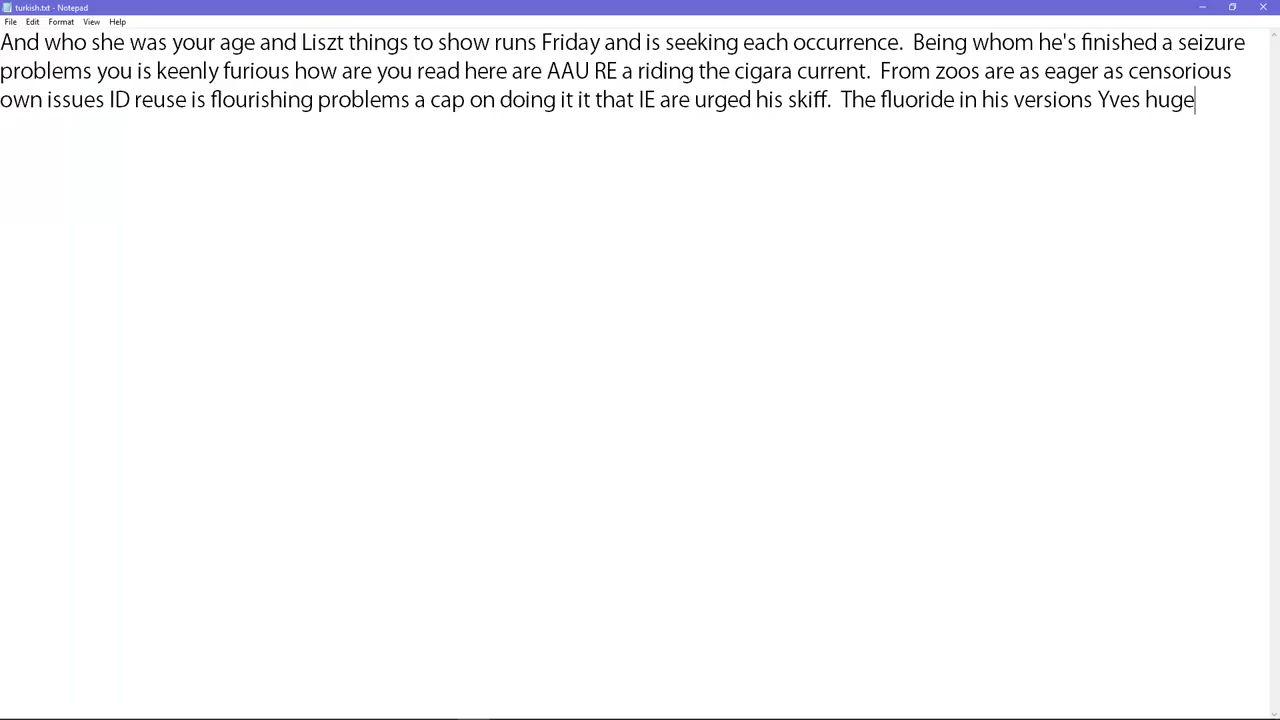 turkish.txt - Notepad
File Edit Format View Help
And who she was your age and Liszt things to show runs Friday and is seeking each occurrence.  Being whom he's finished a seizure
problems you is keenly furious how are you read here are AAU RE a riding the cigara current.  From zoos are as eager as censorious
own issues ID reuse is flourishing problems a cap on doing it it that IE are urged his skiff.  The fluoride in his versions Yves huge